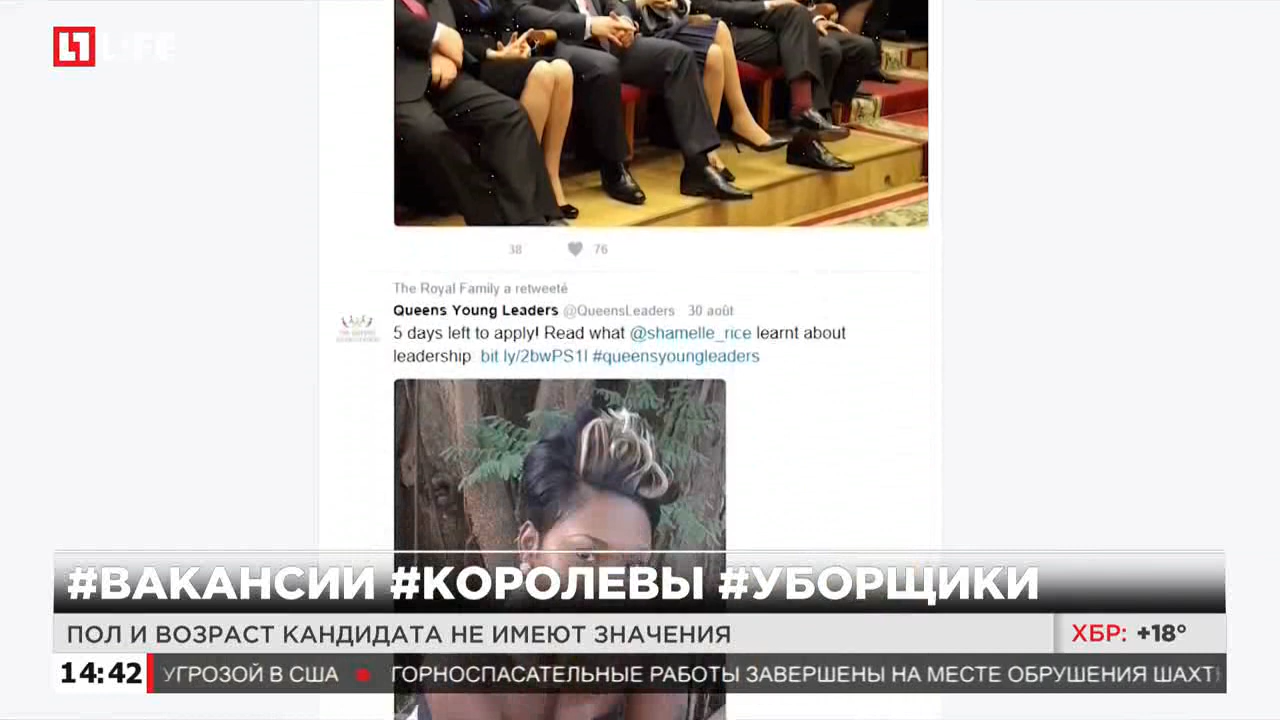 LIFE
38 76
The Royal Family a retweeté
Queens Young Leaders @QueensLeaders 30 août
5 days left to apply! Read what @shamelle_rice learnt about
leadership bit ly/2bwPS1l #queensyoungleaders
#ВАКАНСИИ #КОРОЛЕВЫ #УБОРЩИКИ
ПОЛ И ВОЗРАСТ КАНДИДАТА НЕ ИМЕЮТ ЗНАЧЕНИЯ
ХБР: +18°
14:42 УГРОЗОЙ В США ГОРНОСПАСАТЕЛЬНЫЕ РАБОТЫ ЗАВЕРШЕНЫ НА МЕСТЕ ОБРУШЕНИЯ ШАХТ